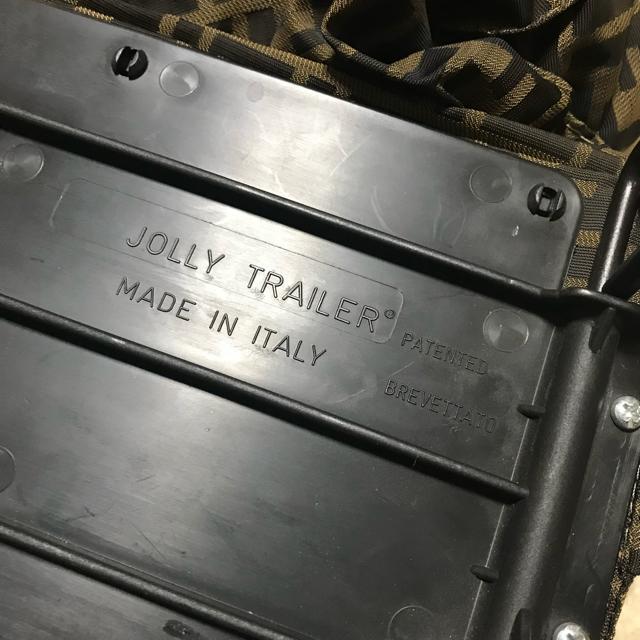 JOLLY TRAILER®
MADE IN ITALY
PATENTED
BREVETTATO